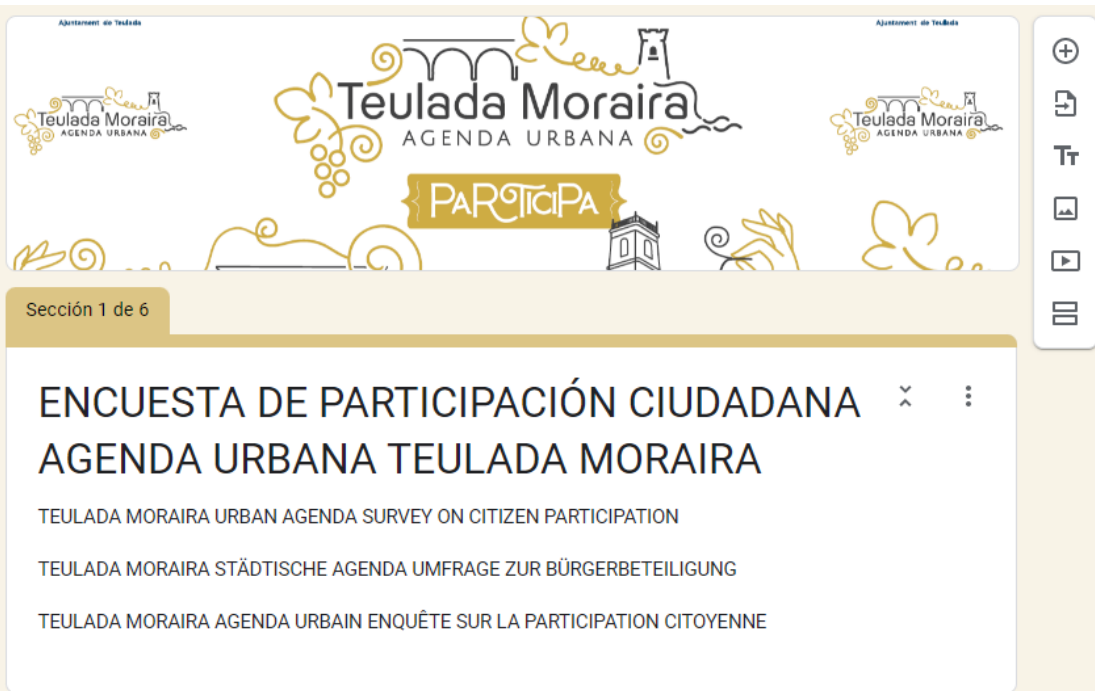 Ajuntament de Teulada
Ajuntament de Teulada
Teulada Moraira
AGENDA URBANA
Teulada Moraira
AGENDA URBANA
Teulada Moraira
AGENDA URBANA
PARTICIPA
Sección 1 de 6
ENCUESTA DE PARTICIPACIÓN CIUDADANA
AGENDA URBANA TEULADA MORAIRA
TEULADA MORAIRA URBAN AGENDA SURVEY ON CITIZEN PARTICIPATION
TEULADA MORAIRA STÄDTISCHE AGENDA UMFRAGE ZUR BÜRGERBETEILIGUNG
TEULADA MORAIRA AGENDA URBAIN ENQUÊTE SUR LA PARTICIPATION CITOYENNE